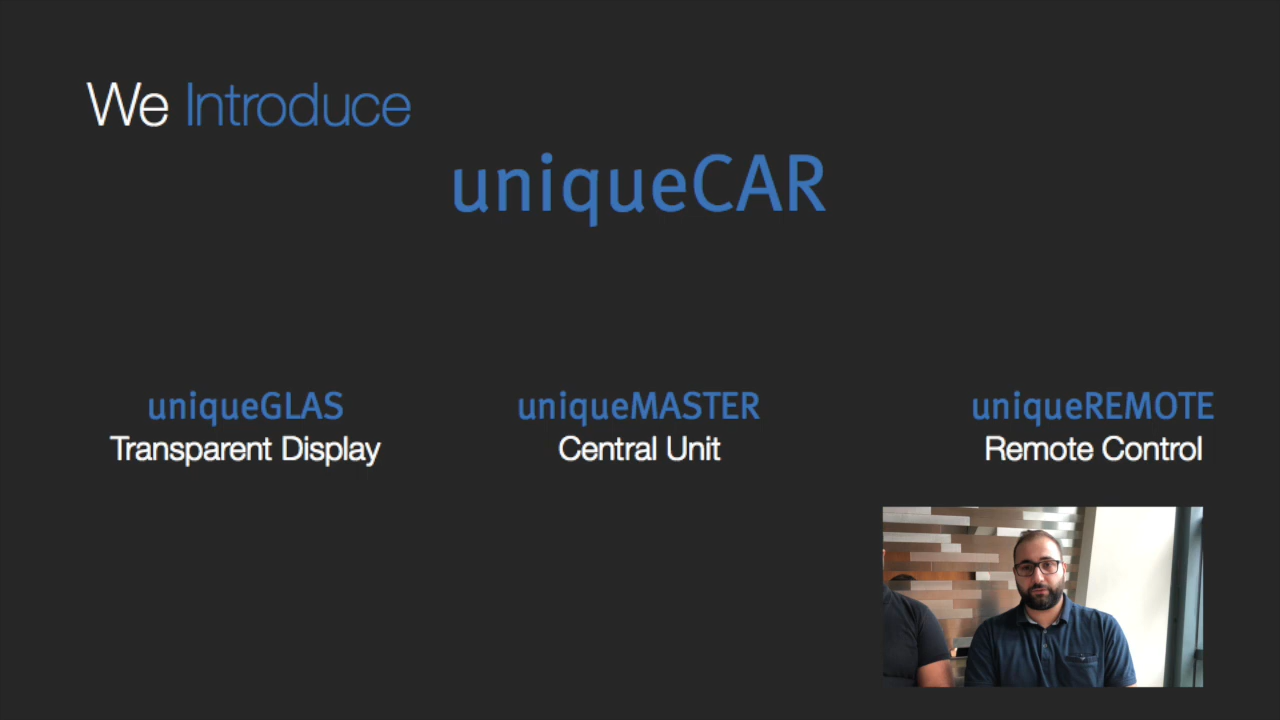 We Introduce
uniqueCAR
uniqueGLAS
Transparent Display
uniqueMASTER
Central Unit
uniqueREMOTE
Remote Control